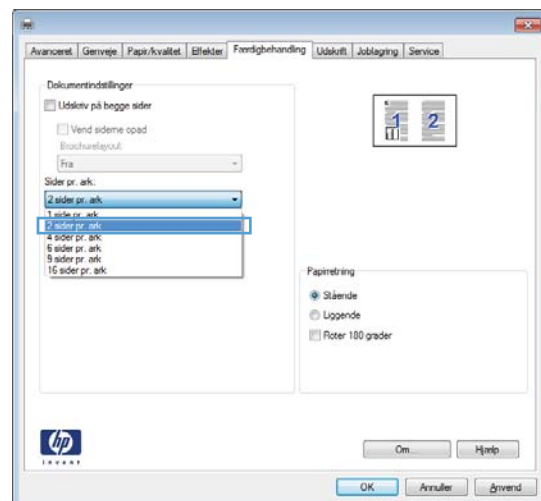 Avanceret Genveje Papir/kvalitet Effekter Færdigbehandling Udskrift Joblagring Service
Dokumentindstillinger
Udskriv på begge sider
Vend siderne opad
Brochurelayout:
Fra
Sider pr. ark:
2 sider pr. ark
1 side pr. ark
2 sider pr. ark
4 sider pr. ark
6 sider pr. ark
9 sider pr. ark
16 sider pr. ark
1 2
Papirretning
Stående
Liggende
Roter 180 grader
hp
invent
Om... Hjælp
OK Annuller Anvend